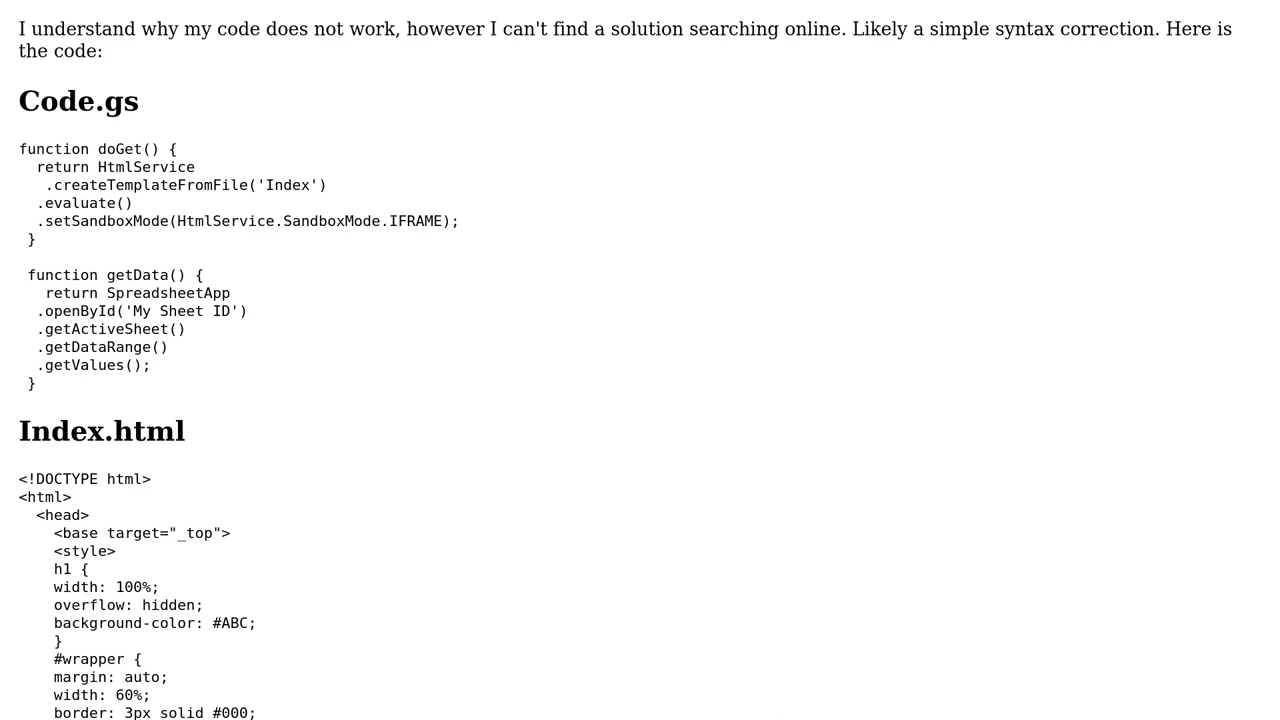 I understand why my code does not work, however I can't find a solution searching online. Likely a simple syntax correction. Here is
the code:
Code.gs
function doGet() {
  return HtmlService
   .createTemplateFromFile('Index')
  .evaluate()
  .setSandboxMode(HtmlService.SandboxMode.IFRAME);
 }
 function getData() {
   return SpreadsheetApp
  .openById('My Sheet ID')
  .getActiveSheet()
  .getDataRange()
  .getValues();
 }
Index.html
<!DOCTYPE html>
<html>
  <head>
    <base target="_top">
    <style>
    h1 {
    width: 100%;
    overflow: hidden;
    background-color: #ABC;
    }
    #wrapper {
    margin: auto;
    width: 60%;
    border: 3px solid #000;